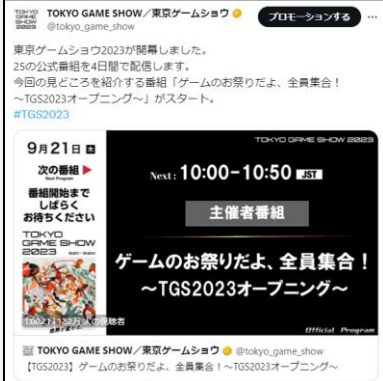 TOKYO GAME SHOW／東京ゲームショウ
@tokyo_game_show
プロモーションする
東京ゲームショウ2023が開幕しました。
25の公式番組を4日間で配信します。
今回の見どころを紹介する番組「ゲームのお祭りだよ、全員集合！
～TGS2023オープニング～」がスタート。
#TGS2023
9月21日 木
次の番組
Next Program
番組開始まで
しばらく
お待ちください
TOKYO
GAME SHOW
2023
TOKYO GAME SHOW 2023
Next : 10:00-10:50 JST
主催者番組
ゲームのお祭りだよ、全員集合！
～TGS2023オープニング～
Official Program
人の視聴者
TOKYO GAME SHOW／東京ゲームショウ @tokyo_game_show
【TGS2023】ゲームのお祭りだよ、全員集合！～TGS2023オープニング～